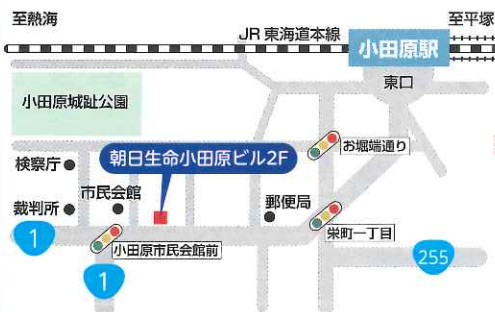 至熱海
至平塚
JR東海道本線
小田原駅
東口
小田原城趾公園
お堀端通り
検察庁
朝日生命小田原ビル2F
市民会館
裁判所
郵便局
栄町一丁目
1
小田原市民会館前
255
1